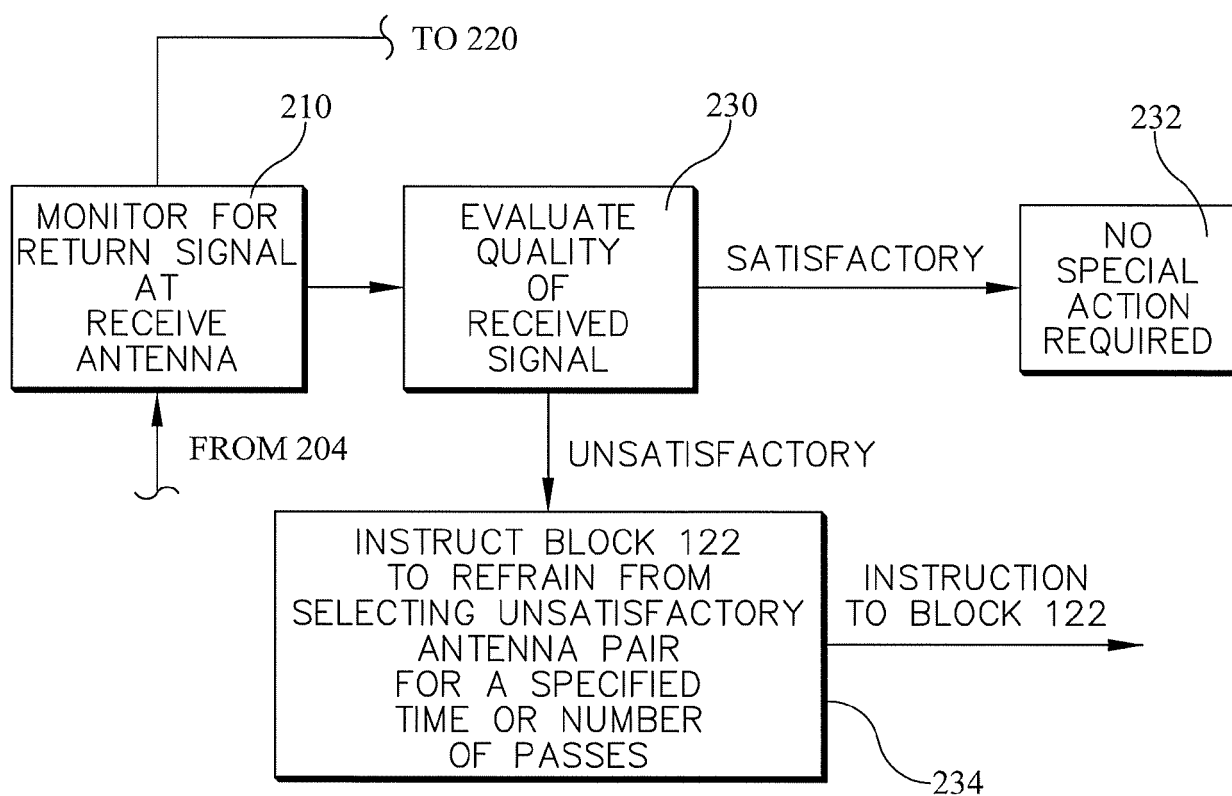 TO 220
210
230
232
MONITOR FOR
RETURN SIGNAL
AT
RECEIVE
ANTENNA
EVALUATE
QUALITY
OF
RECEIVED
SIGNAL
SATISFACTORY
NO
SPECIAL
ACTION
REQUIRED
FROM 204
UNSATISFACTORY
INSTRUCT BLOCK 122
TO REFRAIN FROM
SELECTING UNSATISFACTORY
ANTENNA PAIR
FOR A SPECIFIED
TIME OR NUMBER
OF PASSES
INSTRUCTION
TO BLOCK 122
234